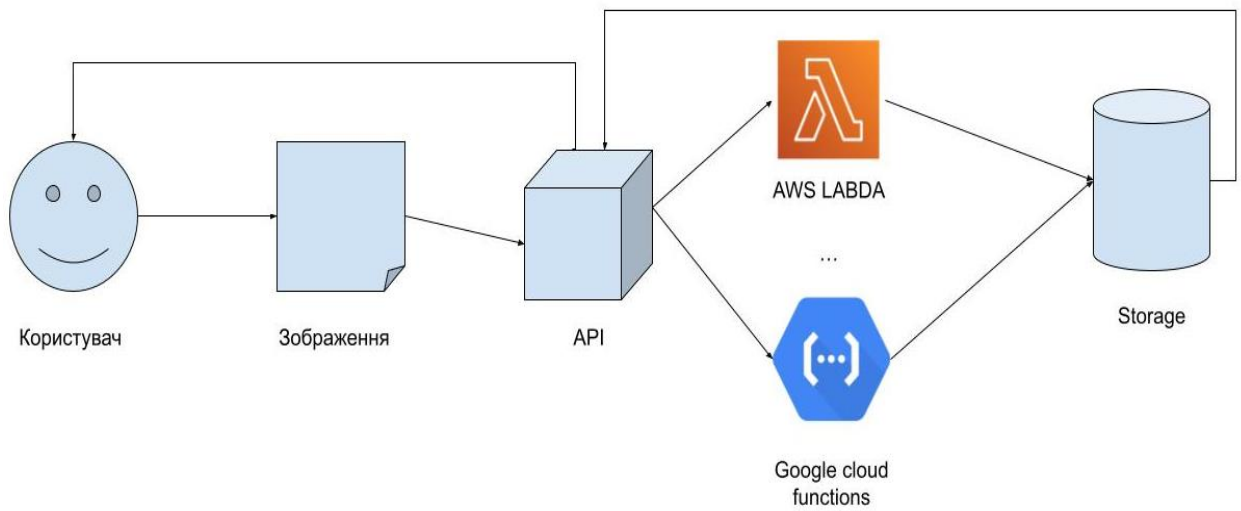 Користувач
Зображення
API
AWS LABDA
...
Google cloud
functions
Storage